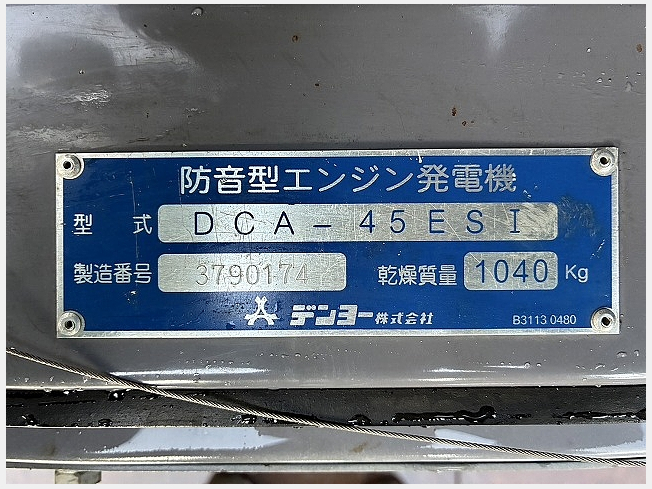 防音型エンジン発電機
型 式 DCA-45ESI
製造番号 3790174 乾燥質量 1040 Kg
デンヨー株式会社 B3113 0480